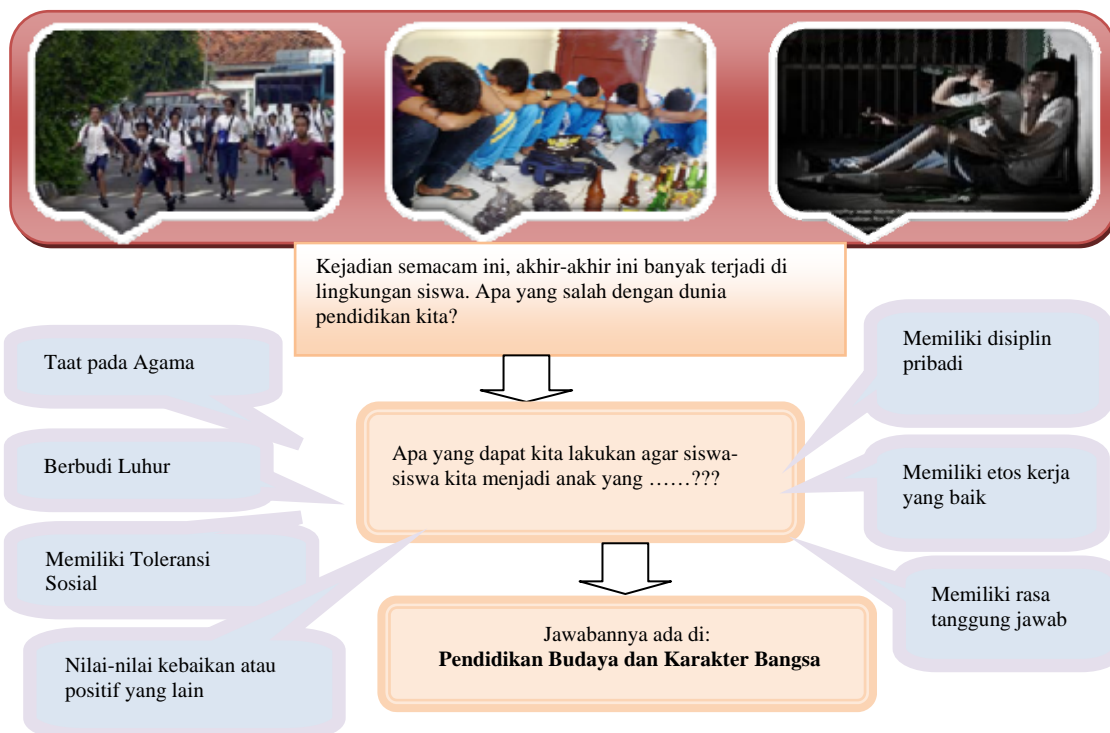 Kejadian semacam ini, akhir-akhir ini banyak terjadi di
lingkungan siswa. Apa yang salah dengan dunia
pendidikan kita?
Taat pada Agama
Berbudi Luhur
Memiliki Toleransi
Sosial
Nilai-nilai kebaikan atau
positif yang lain
Apa yang dapat kita lakukan agar siswa-
siswa kita menjadi anak yang ……???
Memiliki disiplin
pribadi
Memiliki etos kerja
yang baik
Memiliki rasa
tanggung jawab
Jawabannya ada di:
Pendidikan Budaya dan Karakter Bangsa